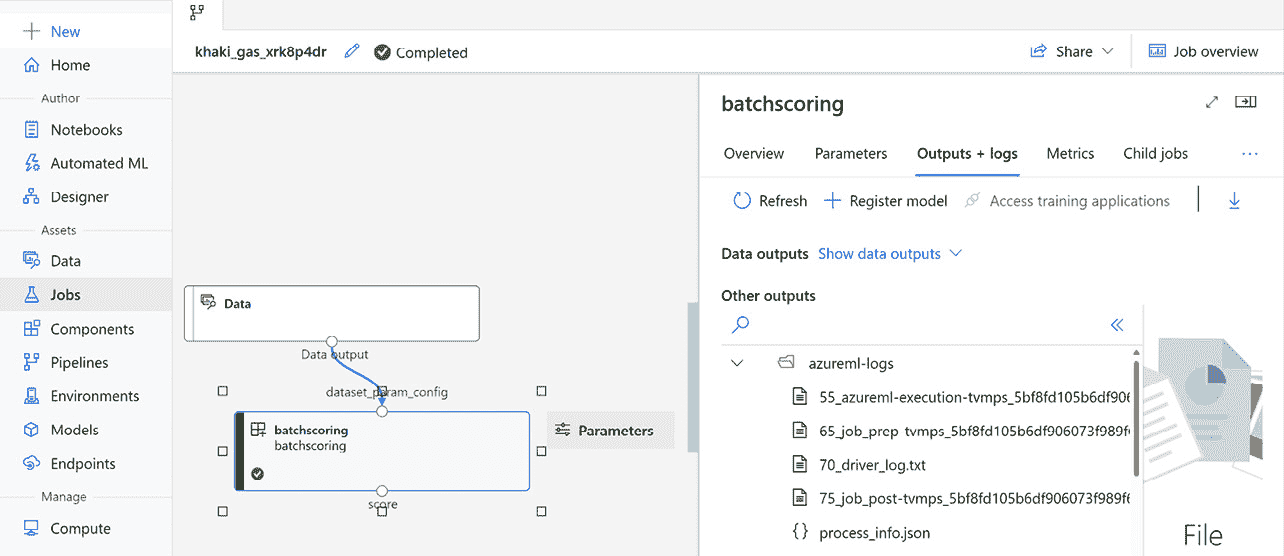 New
Home
Author
Notebooks
Automated ML
Designer
Assets
Data
Jobs
Components
Pipelines
Environments
Models
Endpoints
Manage
Compute
khaki_gas_xrk8p4dr
Completed
Share
Job overview
Data
Data output
dataset_param_config
batchscoring
batchscoring
score
Parameters
batchscoring
Overview Parameters Outputs + logs Metrics Child jobs ...
Refresh Register model Access training applications
Data outputs Show data outputs
Other outputs
azureml-logs
55_azureml-execution-tvmps_5bf8fd105b6df906
65_job_prep-tvmps_5bf8fd105b6df906073f989f6
70_driver_log.txt
75_job_post-tvmps_5bf8fd105b6df906073f989f6
{} process_info.json
File